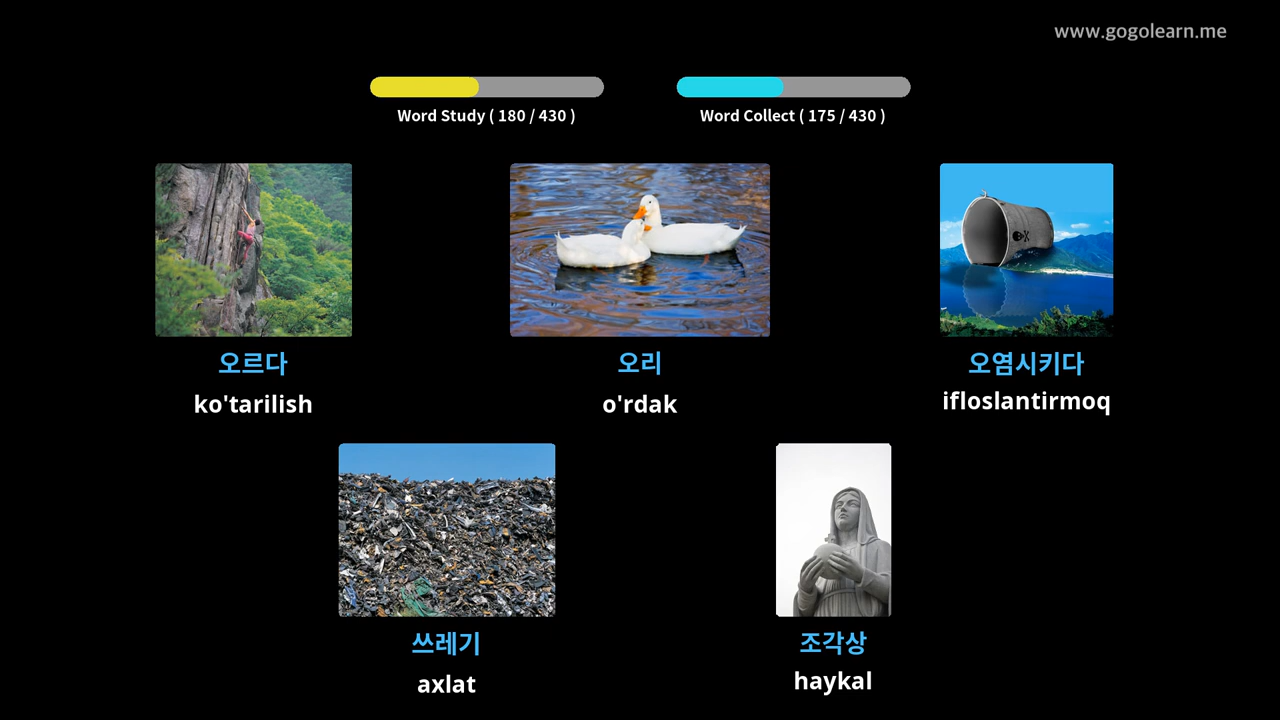 www.gogolearn.me
Word Study ( 180 / 430 )
Word Collect ( 175 / 430 )
오르다
ko'tarilish
오리
o'rdak
오염시키다
ifloslantirmoq
쓰레기
axlat
조각상
haykal